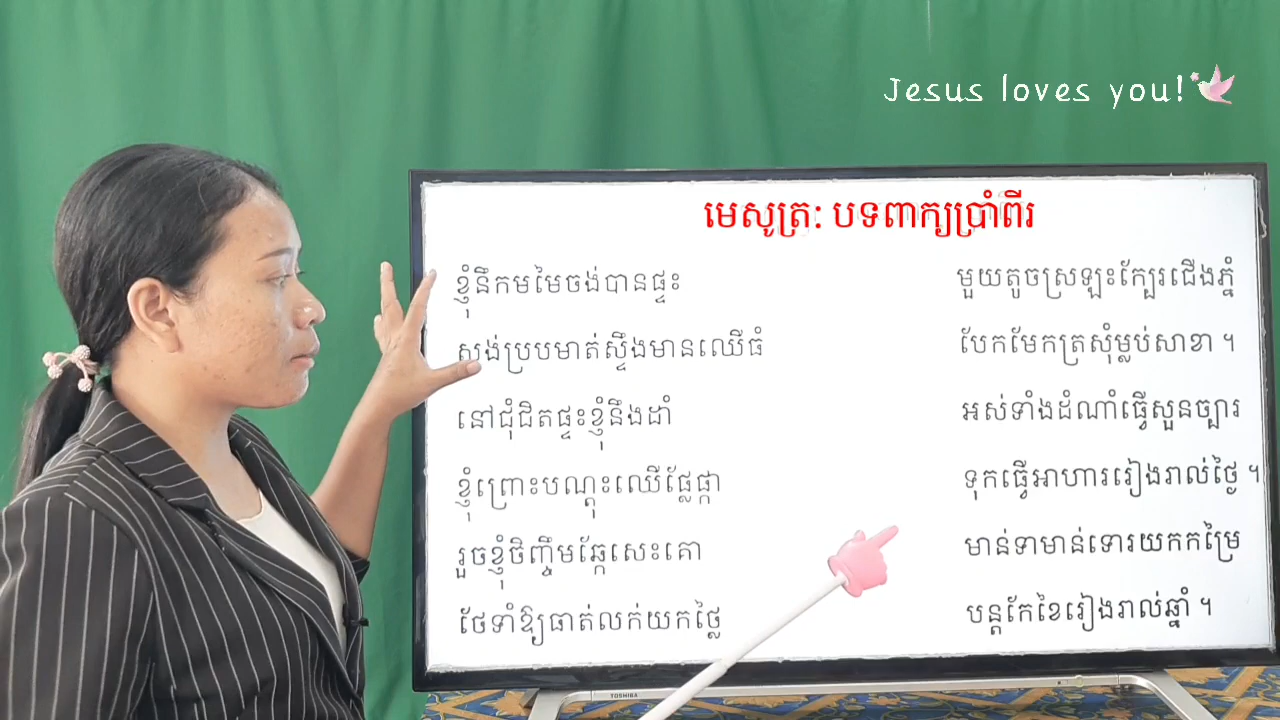 Jesus loves you!
មេសូត្រ: បទពាក្យប្រាំពីរ
ខ្ញុំនឹកមមៃចង់បានផ្ទះ មួយតូចស្រឡះក្បែរជើងភ្នំ
សង់ប្របមាត់ស្ទឹងមានឈើធំ បែកមែកត្រសុំម្លប់សាខា ។
នៅជុំជិតផ្ទះខ្ញុំនឹងដាំ អស់ទាំងដំណាំធ្វើសួនច្បារ
ខ្ញុំព្រោះបណ្ដុះឈើផ្លែផ្កា ទុកធ្វើអាហាររៀងរាល់ថ្ងៃ ។
រួចខ្ញុំចិញ្ចឹមឆ្កែសេះគោ មាន់ទាមាន់ទោរយកកម្រៃ
ថែទាំឱ្យធាត់លក់យកថ្លៃ បន្តកែខៃរៀងរាល់ឆ្នាំ ។
TOSHIBA